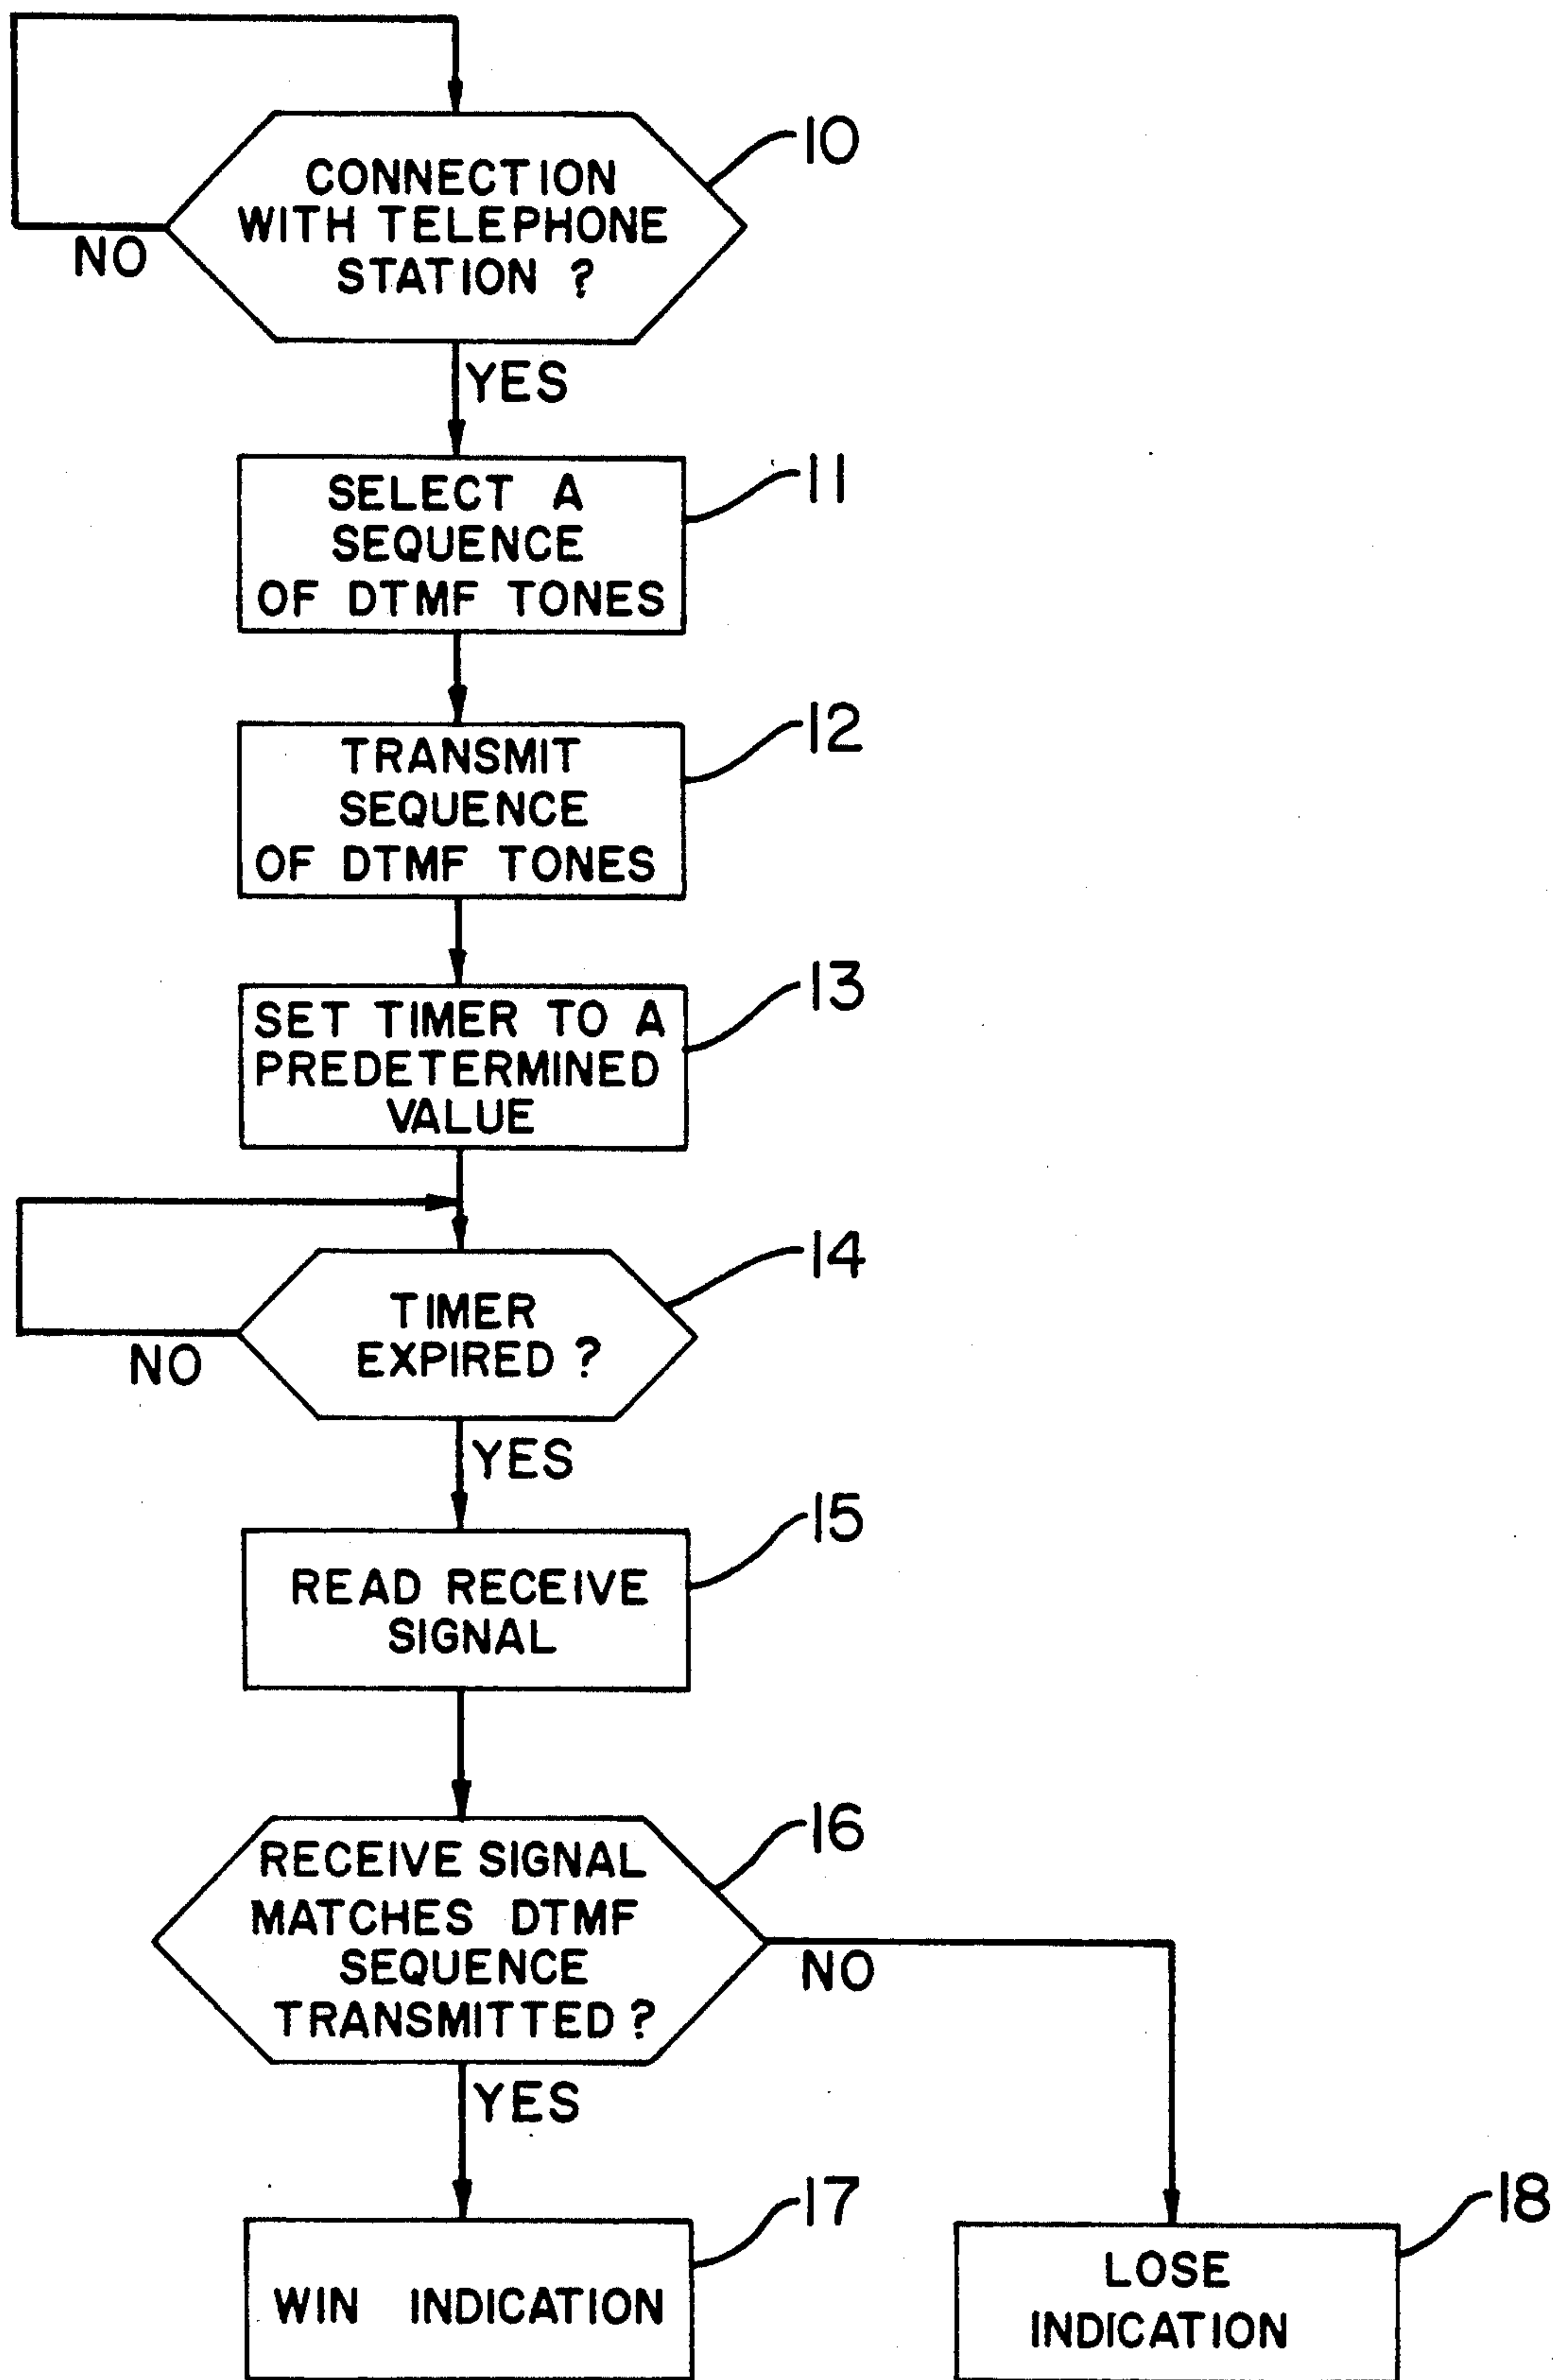 10
CONNECTION
WITH TELEPHONE
STATION ?
NO
YES
11
SELECT A
SEQUENCE
OF DTMF TONES
12
TRANSMIT
SEQUENCE
OF DTMF TONES
13
SET TIMER TO A
PREDETERMINED
VALUE
14
TIMER
EXPIRED ?
NO
YES
15
READ RECEIVE
SIGNAL
16
RECEIVE SIGNAL
MATCHES DTMF
SEQUENCE
TRANSMITTED ?
NO
YES
17
WIN INDICATION
18
LOSE
INDICATION